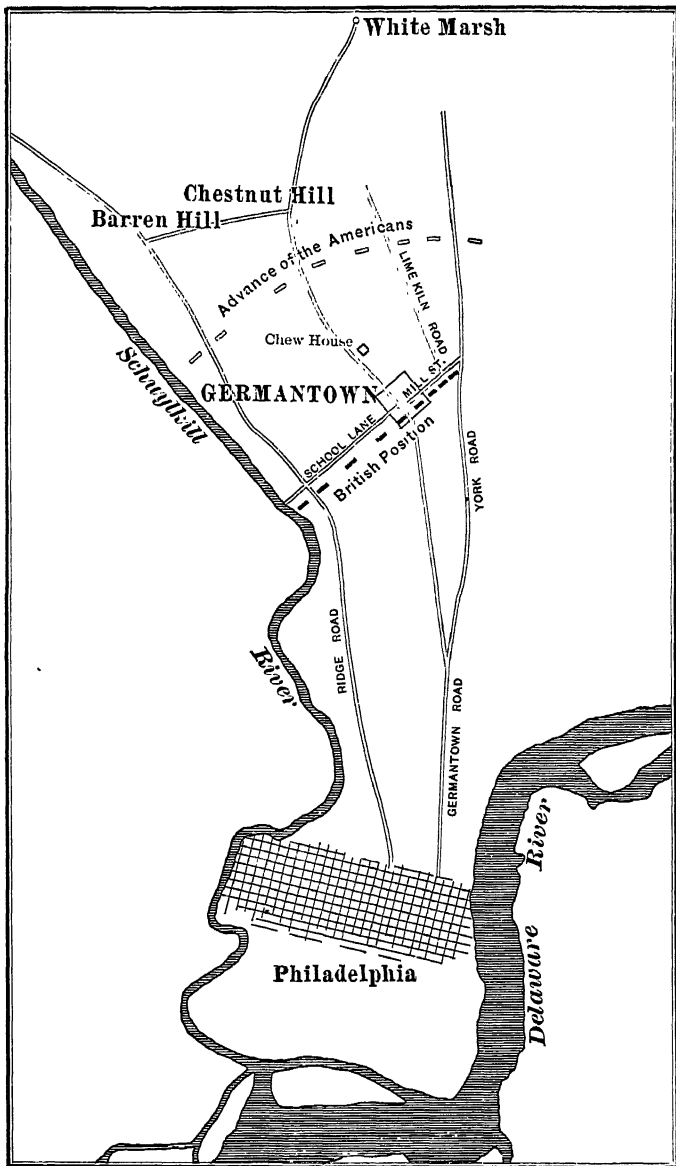 White Marsh
Chestnut Hill
Barren Hill
Advance of the Americans
LIME KILN ROAD
Chew House
Schuylkill
GERMANTOWN
MILL ST.
SCHOOL LANE
British Position
YORK ROAD
River
RIDGE ROAD
GERMANTOWN ROAD
River
Delaware
Philadelphia